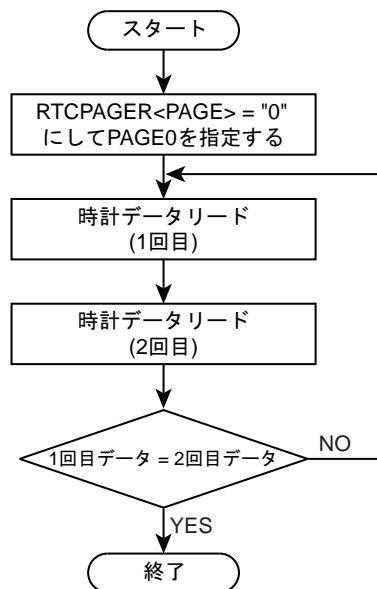 スタート
RTCPAGER<PAGE> = "0"
にしてPAGE0を指定する
時計データリード
(1回目)
時計データリード
(2回目)
1回目データ = 2回目データ
NO
YES
終了